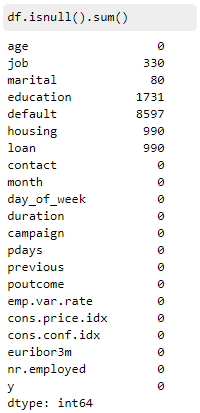 df.isnull().sum()
age 0
job 330
marital 80
education 1731
default 8597
housing 990
loan 990
contact 0
month 0
day_of_week 0
duration 0
campaign 0
pdays 0
previous 0
poutcome 0
emp.var.rate 0
cons.price.idx 0
cons.conf.idx 0
euribor3m 0
nr.employed 0
y 0
dtype: int64